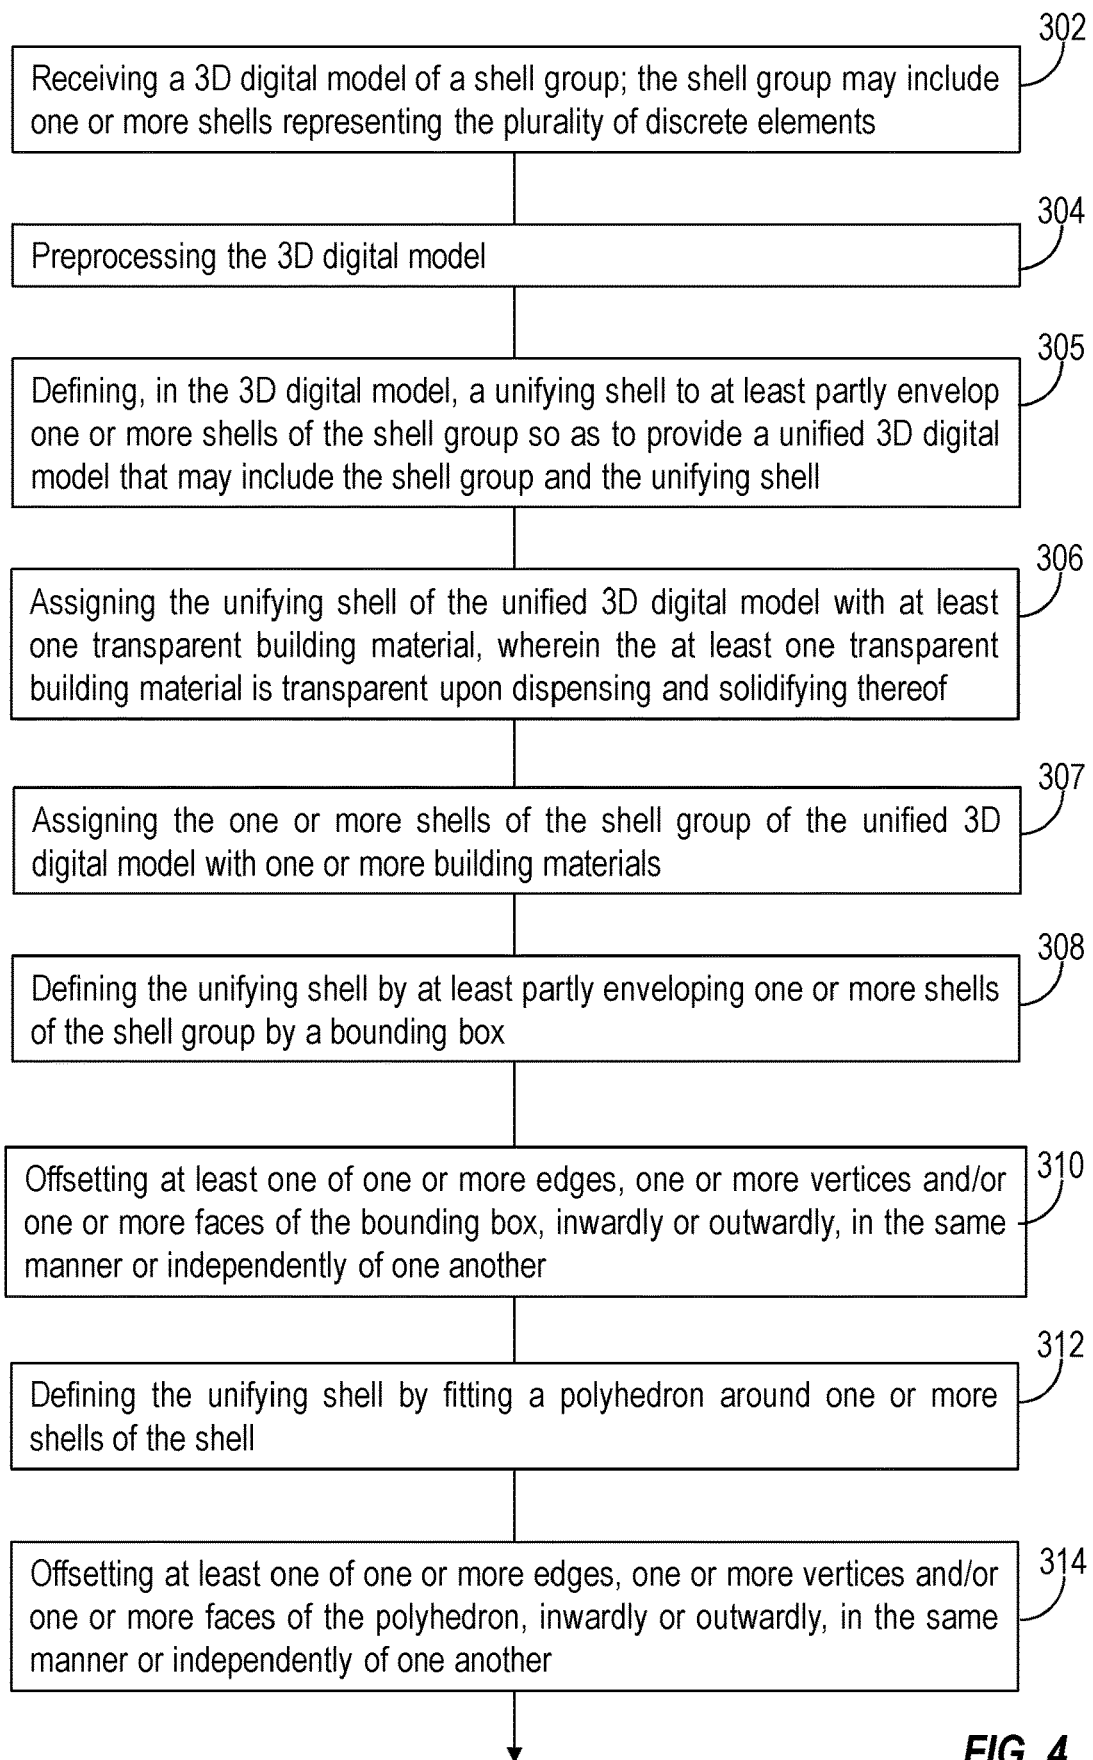 302
Receiving a 3D digital model of a shell group; the shell group may include
one or more shells representing the plurality of discrete elements
304
Preprocessing the 3D digital model
305
Defining, in the 3D digital model, a unifying shell to at least partly envelop
one or more shells of the shell group so as to provide a unified 3D digital
model that may include the shell group and the unifying shell
306
Assigning the unifying shell of the unified 3D digital model with at least
one transparent building material, wherein the at least one transparent
building material is transparent upon dispensing and solidifying thereof
307
Assigning the one or more shells of the shell group of the unified 3D
digital model with one or more building materials
308
Defining the unifying shell by at least partly enveloping one or more shells
of the shell group by a bounding box
310
Offsetting at least one of one or more edges, one or more vertices and/or
one or more faces of the bounding box, inwardly or outwardly, in the same
manner or independently of one another
312
Defining the unifying shell by fitting a polyhedron around one or more
shells of the shell
314
Offsetting at least one of one or more edges, one or more vertices and/or
one or more faces of the polyhedron, inwardly or outwardly, in the same
manner or independently of one another
FIG. 4